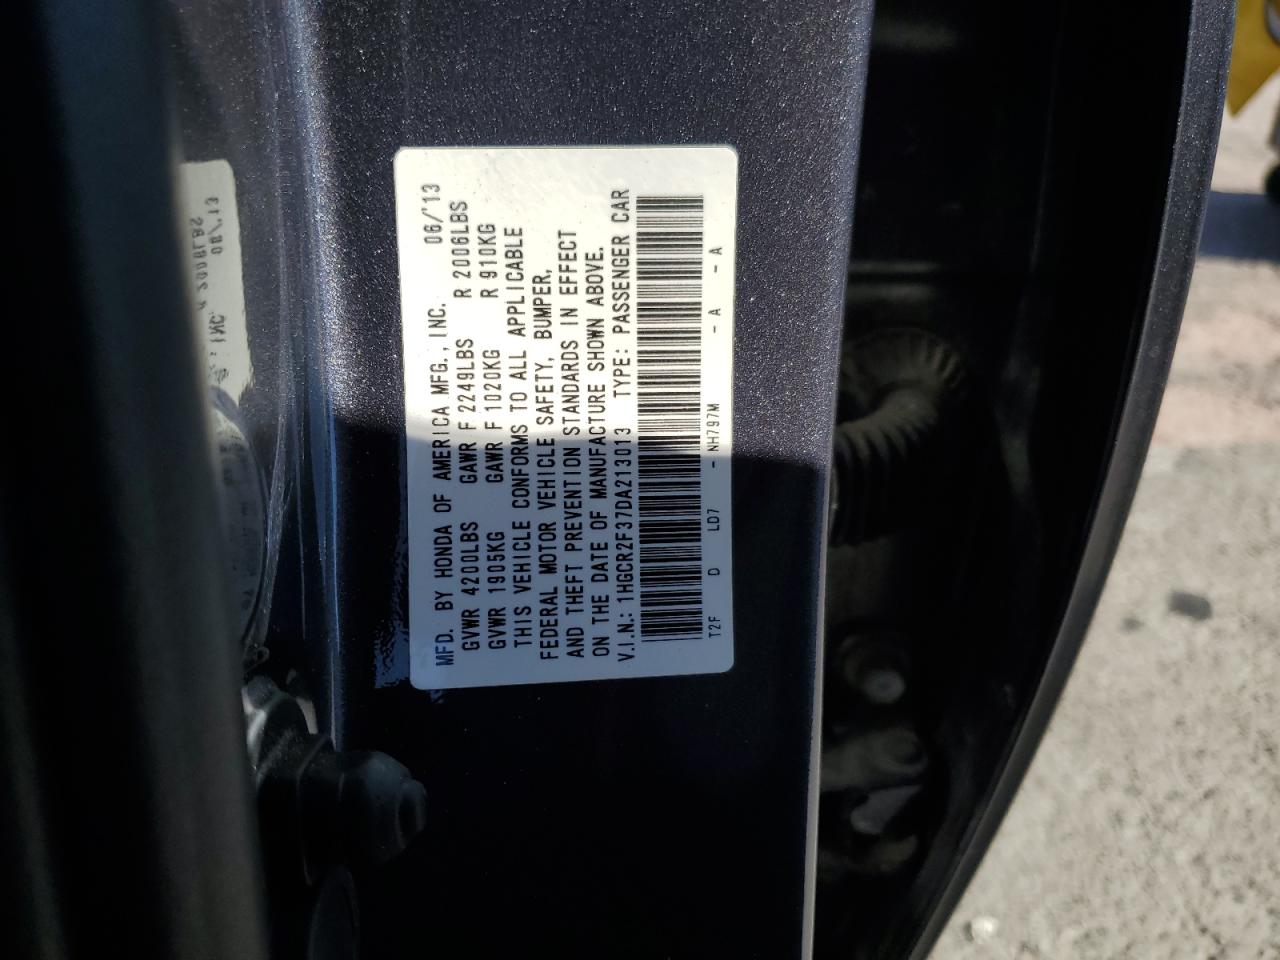 MFD. BY HONDA OF AMERICA MFG., INC. 06/'13
GVWR 4200LBS GAWR F 2249LBS R 2006LBS
GVWR 1905KG GAWR F 1020KG R 910KG
THIS VEHICLE CONFORMS TO ALL APPLICABLE
FEDERAL MOTOR VEHICLE SAFETY, BUMPER,
AND THEFT PREVENTION STANDARDS IN EFFECT
ON THE DATE OF MANUFACTURE SHOWN ABOVE.
V.I.N.: 1HGCR2F37DA213013 TYPE: PASSENGER CAR
T2F D LD7 - NH797M - A - A